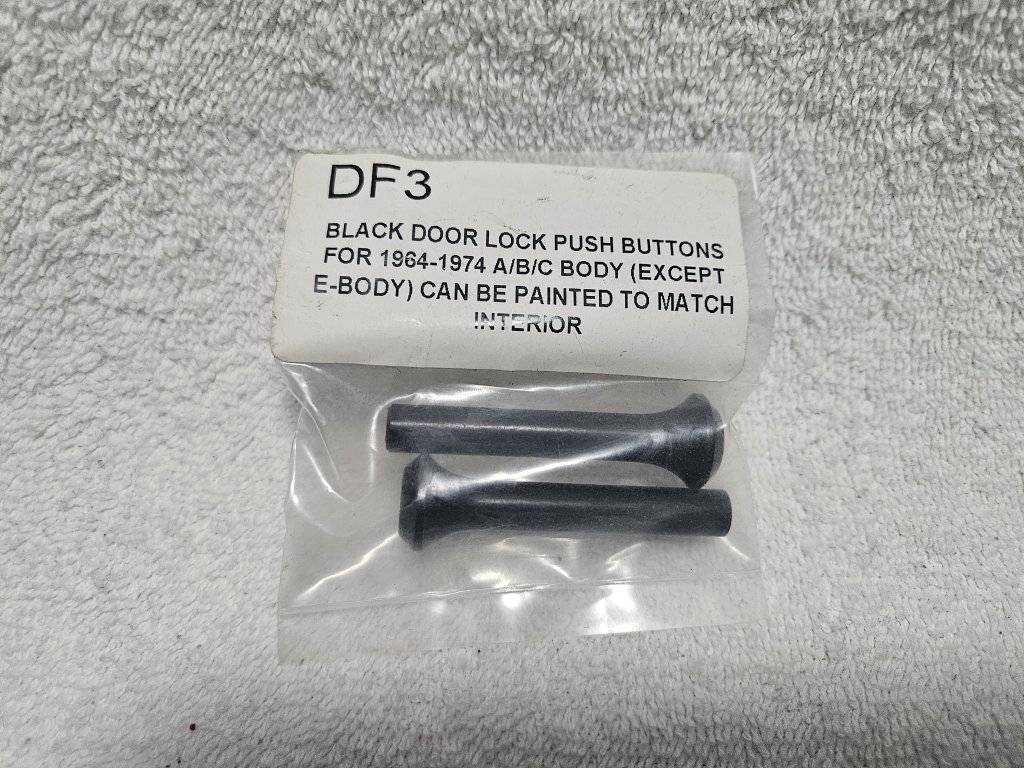 DF3
BLACK DOOR LOCK PUSH BUTTONS
FOR 1964-1974 A/B/C BODY (EXCEPT
E-BODY) CAN BE PAINTED TO MATCH
INTERIOR